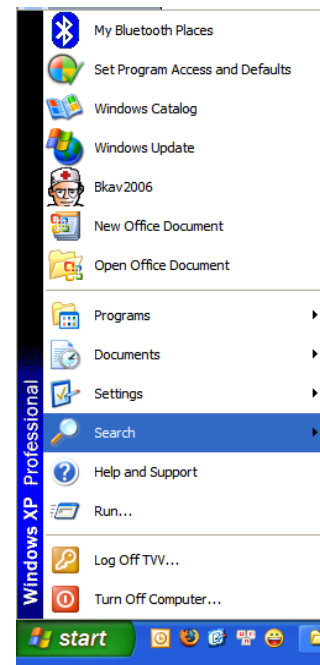 My Bluetooth Places
Set Program Access and Defaults
Windows Catalog
Windows Update
Bkav2006
New Office Document
Open Office Document
Programs
Documents
Settings
Search
Help and Support
Run...
Log Off TVV...
Turn Off Computer...
Windows XP Professional
start